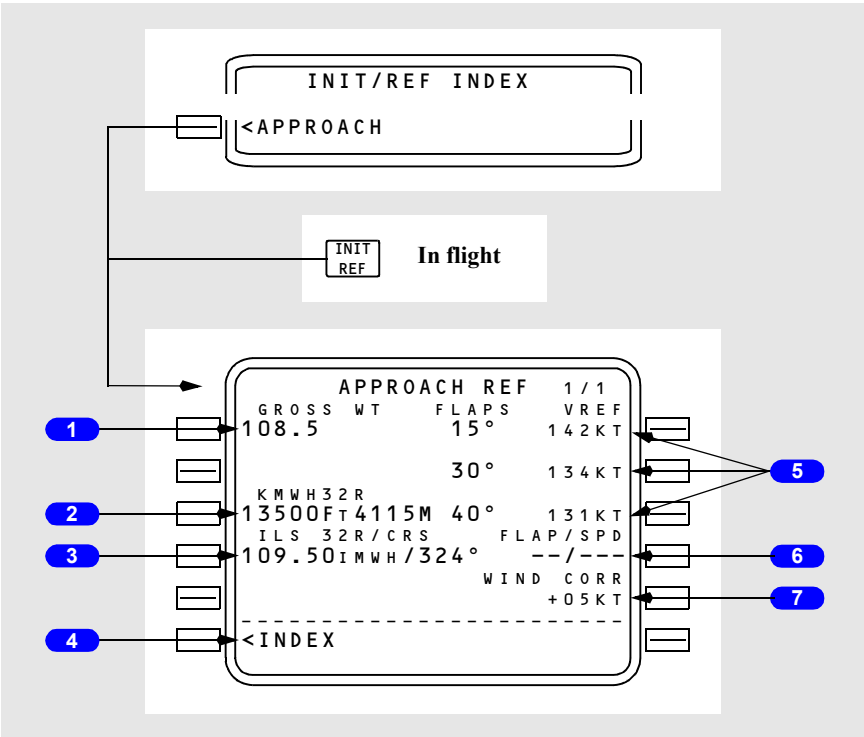 INIT/REF INDEX
<APPROACH
INIT
REF
In flight
APPROACH REF 1/1
GROSS WT FLAPS VREF
1 108.5 15° 142KT
30° 134KT 5
KMWH32R
2 13500FT4115M 40° 131KT
ILS 32R/CRS FLAP/SPD
3 109.50IMWH/324° --/--- 6
WIND CORR
+05KT 7
--------------------------
4 <INDEX